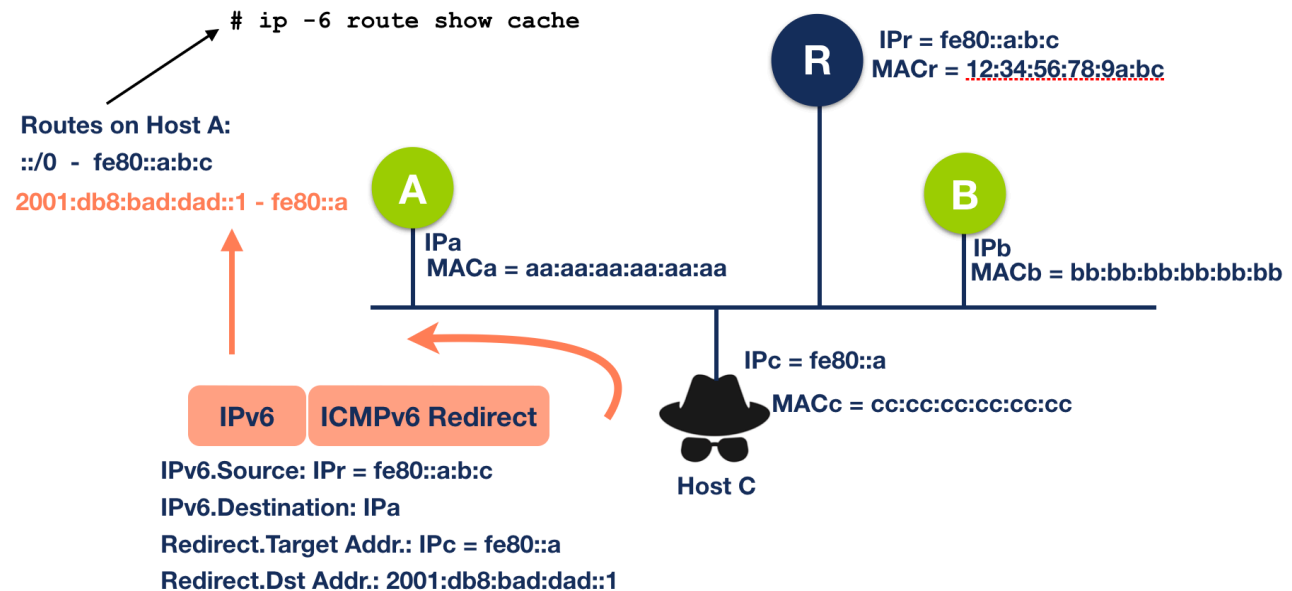 # ip -6 route show cache
Routes on Host A:
::/0 - fe80::a:b:c
2001:db8:bad:dad::1 - fe80::a
R
IPr = fe80::a:b:c
MACr = 12:34:56:78:9a:bc
A
IPa
MACa = aa:aa:aa:aa:aa:aa
B
IPb
MACb = bb:bb:bb:bb:bb:bb
IPc = fe80::a
MACc = cc:cc:cc:cc:cc:cc
Host C
IPv6
ICMPv6 Redirect
IPv6.Source: IPr = fe80::a:b:c
IPv6.Destination: IPa
Redirect.Target Addr.: IPc = fe80::a
Redirect.Dst Addr.: 2001:db8:bad:dad::1